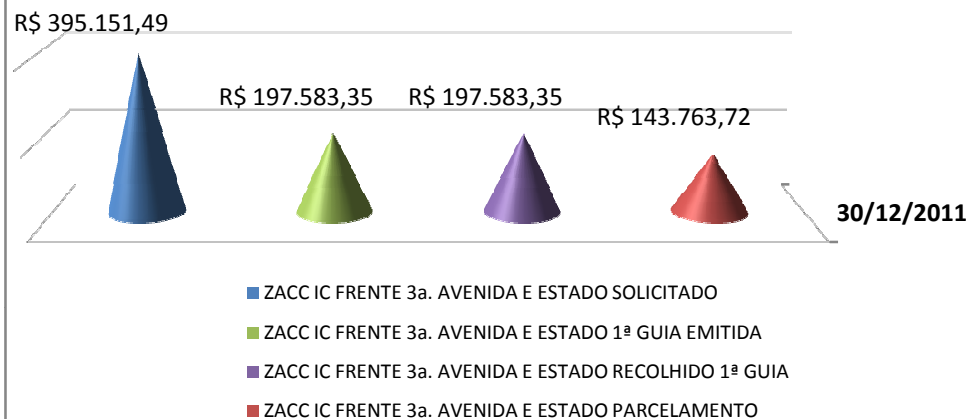 R$ 395.151,49
R$ 197.583,35
R$ 197.583,35
R$ 143.763,72
30/12/2011
ZACC IC FRENTE 3a. AVENIDA E ESTADO SOLICITADO
ZACC IC FRENTE 3a. AVENIDA E ESTADO 1ª GUIA EMITIDA
ZACC IC FRENTE 3a. AVENIDA E ESTADO RECOLHIDO 1ª GUIA
ZACC IC FRENTE 3a. AVENIDA E ESTADO PARCELAMENTO